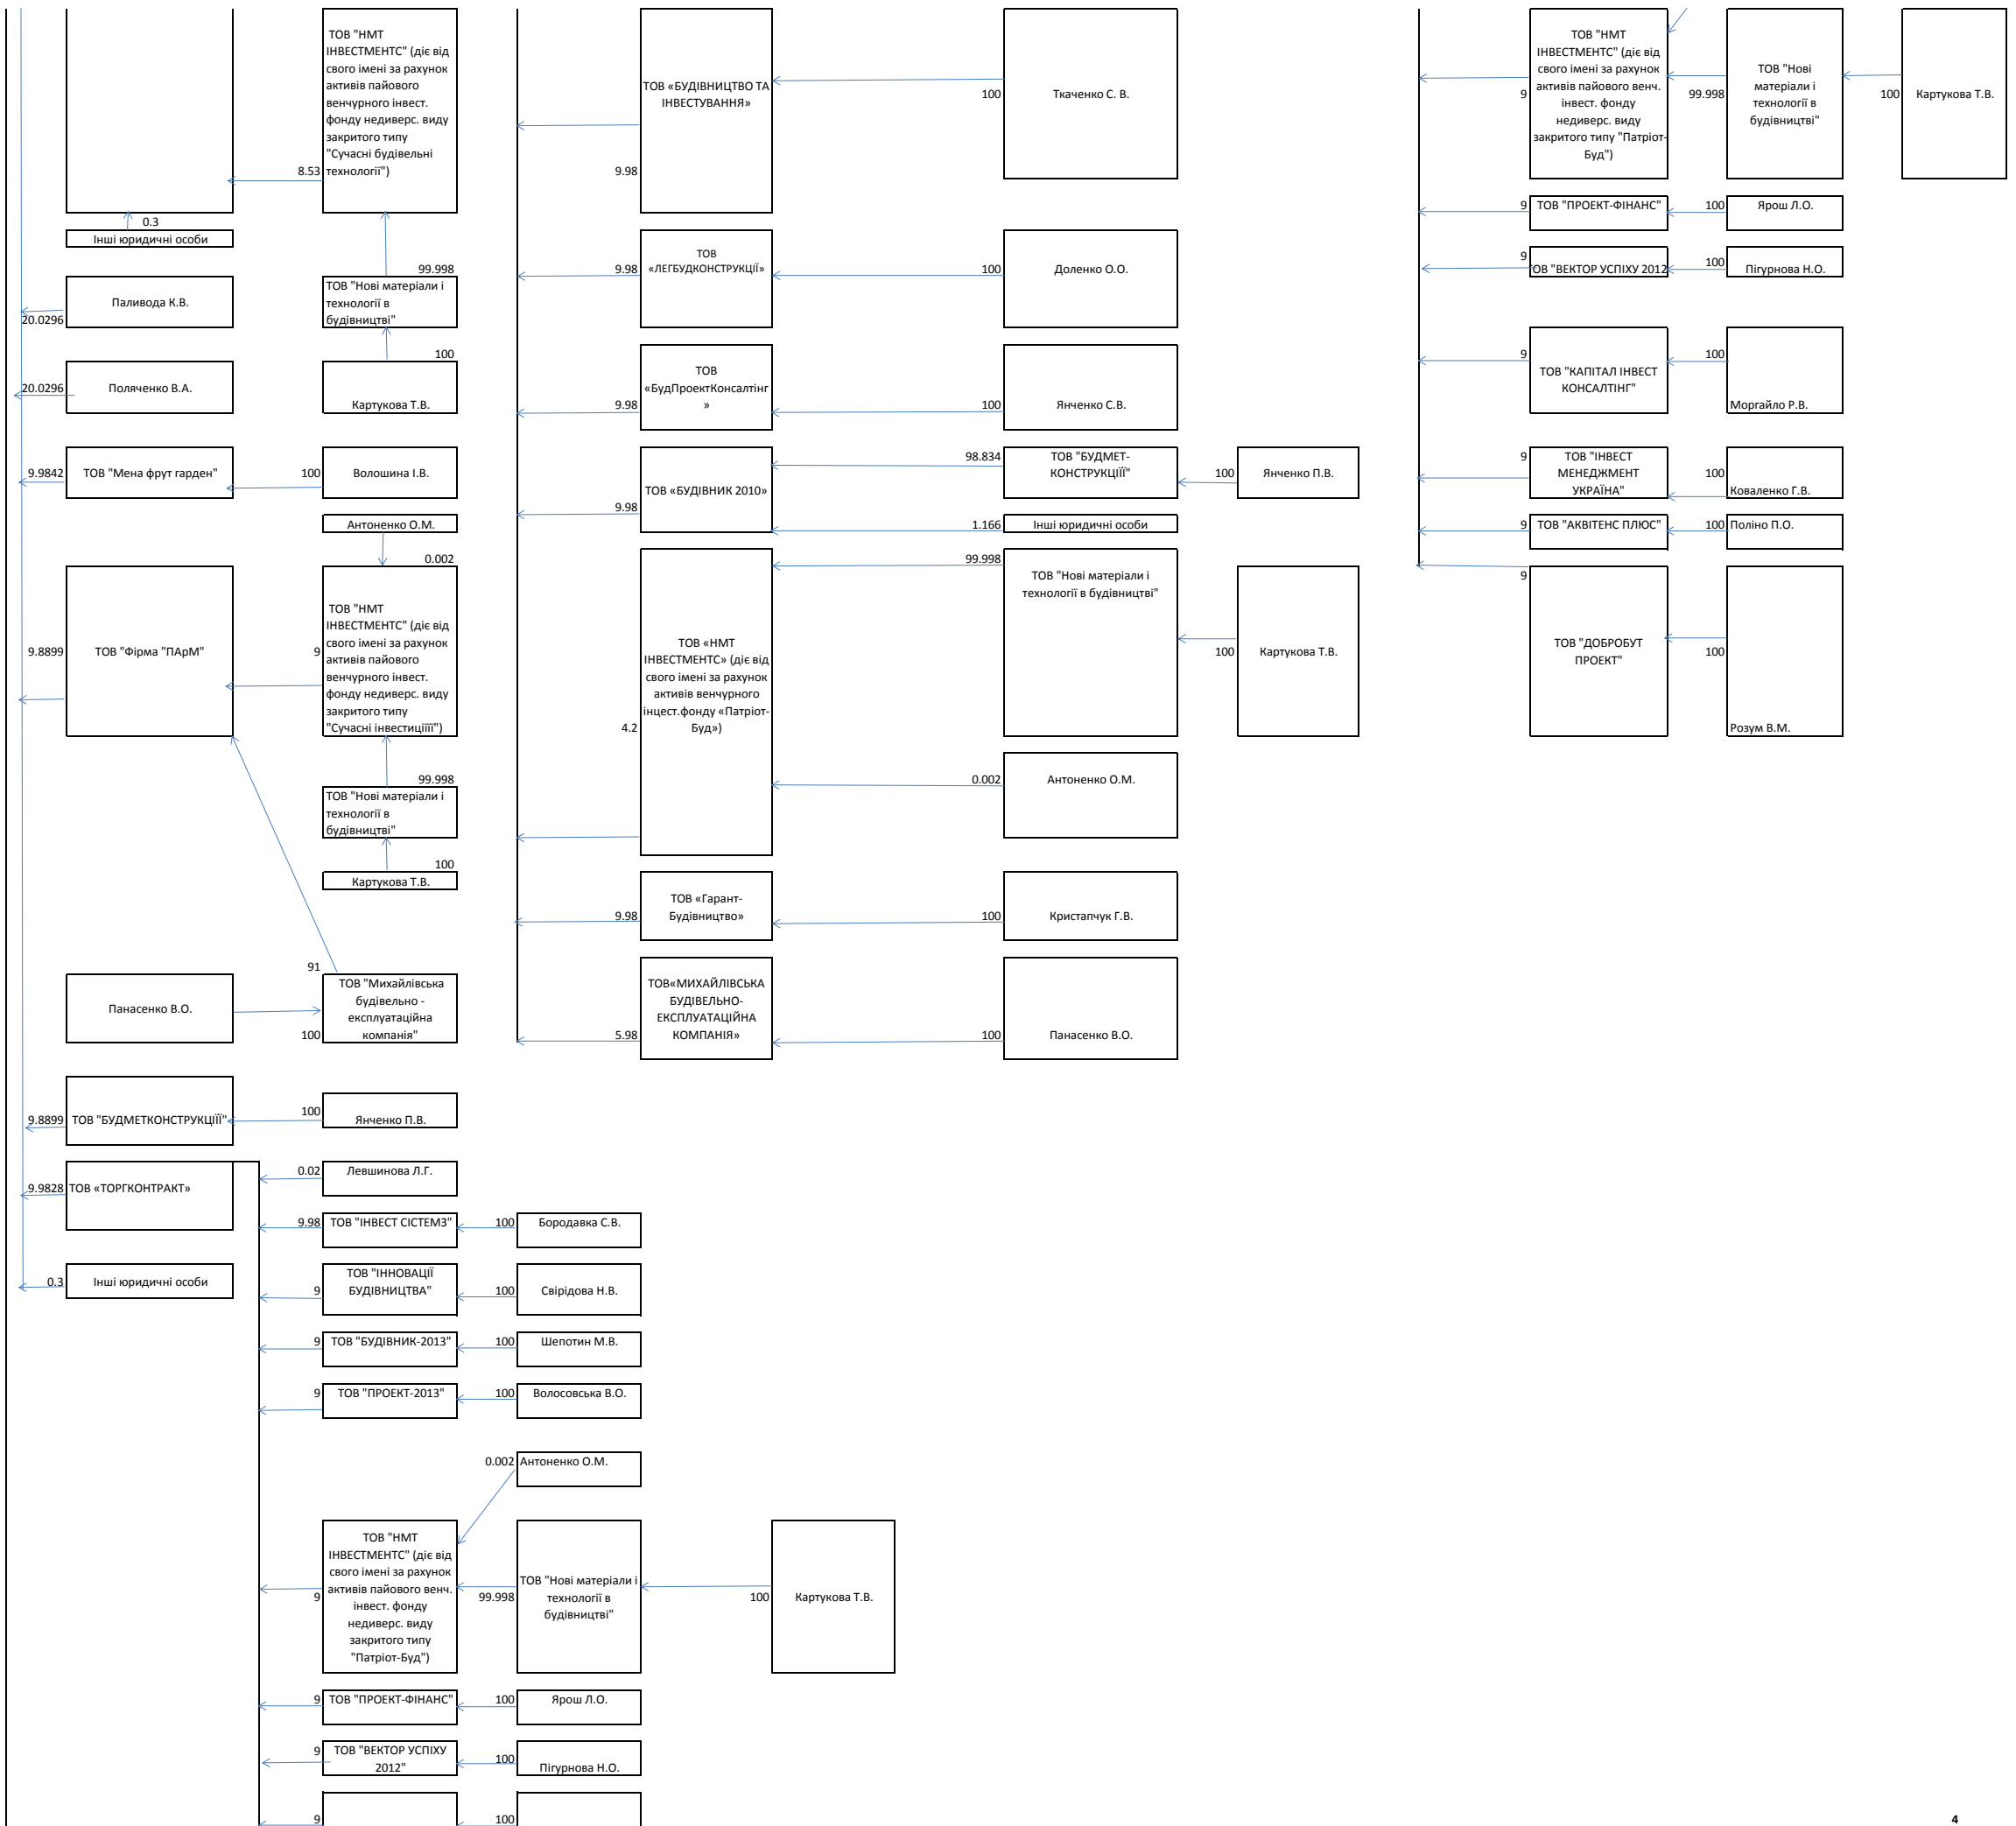 ТОВ "НМТ
ІНВЕСТМЕНТС" (діє від
свого імені за рахунок
активів пайового
венчурного інвест.
фонду недиверс. виду
закритого типу
"Сучасні будівельні
технології")
8.53
0.3
Інші юридичні особи
99.998
ТОВ "Нові матеріали і
технології в
будівництві"
Паливода К.В.
20.0296
100
20.0296
Поляченко В.А.
Картукова Т.В.
9.9842
ТОВ "Мена фрут гарден"
100
Волошина І.В.
Антоненко О.М.
0.002
ТОВ "НМТ
ІНВЕСТМЕНТС" (діє від
свого імені за рахунок
активів пайового
венчурного інвест.
фонду недиверс. виду
закритого типу
"Сучасні інвестиціїїї")
9.8899
ТОВ "Фірма "ПАрМ"
9
99.998
ТОВ "Нові матеріали і
технології в
будівництві"
100
Картукова Т.В.
91
Панасенко В.О.
100
ТОВ "Михайлівська
будівельно -
експлуатаційна
компанія"
9.8899
ТОВ "БУДМЕТКОНСТРУКЦІЇЇ"
100
Янченко П.В.
9.9828
ТОВ «ТОРГКОНТРАКТ»
0.02
Левшинова Л.Г.
9.98
ТОВ "ІНВЕСТ СІСТЕМЗ"
100
Бородавка С.В.
0.3
Інші юридичні особи
9
ТОВ "ІННОВАЦІЇ
БУДІВНИЦТВА"
100
Свірідова Н.В.
9
ТОВ "БУДІВНИК-2013"
100
Шепотин М.В.
9
ТОВ "ПРОЕКТ-2013"
100
Волосовська В.О.
0.002
Антоненко О.М.
9
ТОВ "НМТ
ІНВЕСТМЕНТС" (діє від
свого імені за рахунок
активів пайового венч.
інвест. фонду
недиверс. виду
закритого типу
"Патріот-Буд")
99.998
ТОВ "Нові матеріали і
технології в
будівництві"
100
Картукова Т.В.
9
ТОВ "ПРОЕКТ-ФІНАНС"
100
Ярош Л.О.
9
ТОВ "ВЕКТОР УСПІХУ
2012"
100
Пігурнова Н.О.
9
100
9.98
ТОВ «БУДІВНИЦТВО ТА
ІНВЕСТУВАННЯ»
100
Ткаченко С. В.
9.98
ТОВ
«ЛЕГБУДКОНСТРУКЦІЇ»
100
Доленко О.О.
9.98
ТОВ
«БудПроектКонсалтінг
»
100
Янченко С.В.
9.98
ТОВ «БУДІВНИК 2010»
98.834
ТОВ "БУДМЕТ-
КОНСТРУКЦІЇЇ"
100
Янченко П.В.
1.166
Інші юридичні особи
4.2
ТОВ «НМТ
ІНВЕСТМЕНТС» (діє від
свого імені за рахунок
активів венчурного
інцест.фонду «Патріот-
Буд»)
99.998
ТОВ "Нові матеріали і
технології в будівництві"
100
Картукова Т.В.
0.002
Антоненко О.М.
9.98
ТОВ «Гарант-
Будівництво»
100
Кристапчук Г.В.
5.98
ТОВ«МИХАЙЛІВСЬКА
БУДІВЕЛЬНО-
ЕКСПЛУАТАЦІЙНА
КОМПАНІЯ»
100
Панасенко В.О.
9
ТОВ "НМТ
ІНВЕСТМЕНТС" (діє від
свого імені за рахунок
активів пайового венч.
інвест. фонду
недиверс. виду
закритого типу "Патріот-
Буд")
99.998
ТОВ "Нові
матеріали і
технології в
будівництві"
100
Картукова Т.В.
9
ТОВ "ПРОЕКТ-ФІНАНС"
100
Ярош Л.О.
9
ТОВ "ВЕКТОР УСПІХУ 2012
100
Пігурнова Н.О.
9
ТОВ "КАПІТАЛ ІНВЕСТ
КОНСАЛТІНГ"
100
Моргайло Р.В.
9
ТОВ "ІНВЕСТ
МЕНЕДЖМЕНТ
УКРАЇНА"
100
Коваленко Г.В.
9
ТОВ "АКВІТЕНС ПЛЮС"
100
Поліно П.О.
9
ТОВ "ДОБРОБУТ
ПРОЕКТ"
100
Розум В.М.
4